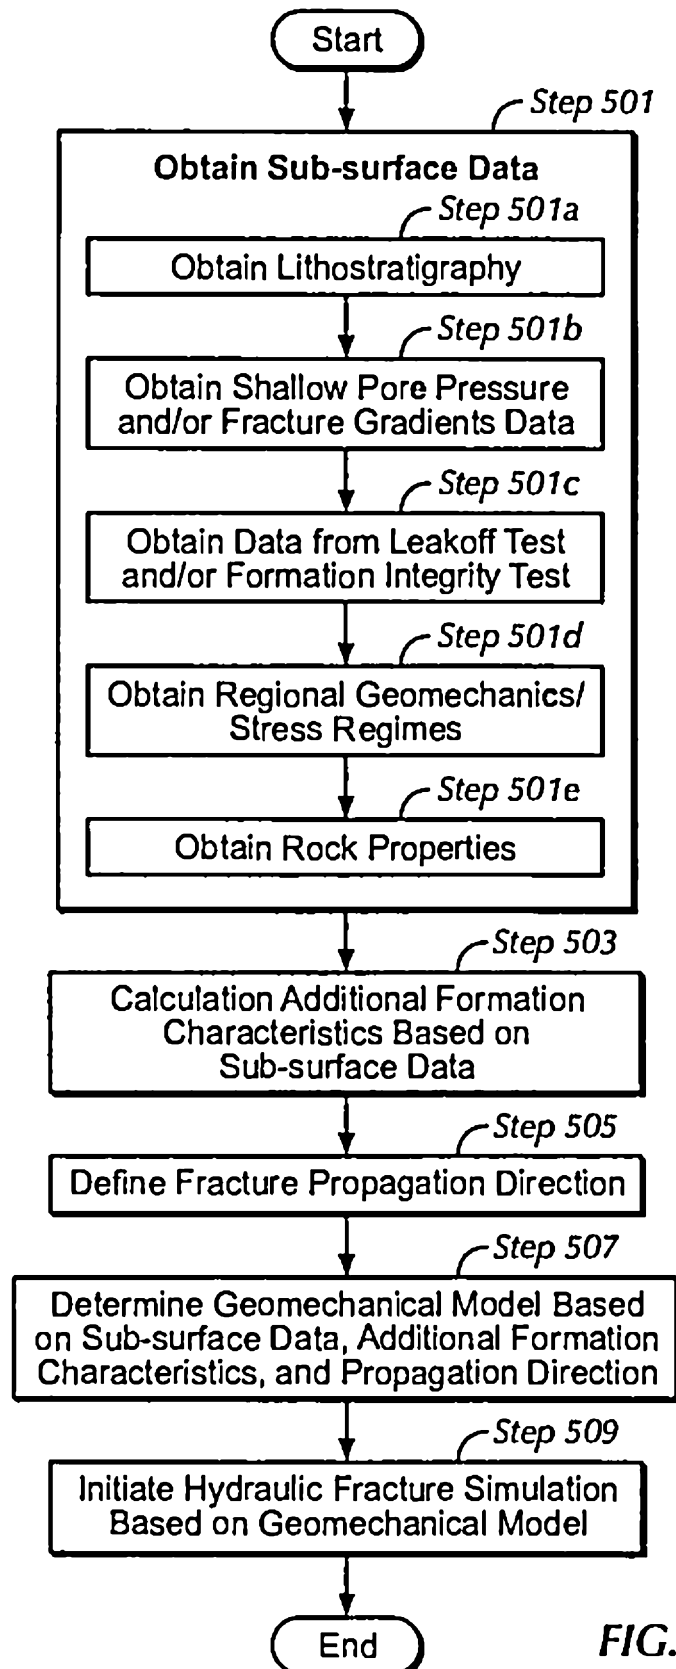 Start
Step 501
Obtain Sub-surface Data
Step 501a
Obtain Lithostratigraphy
Step 501b
Obtain Shallow Pore Pressure
and/or Fracture Gradients Data
Step 501c
Obtain Data from Leakoff Test
and/or Formation Integrity Test
Step 501d
Obtain Regional Geomechanics/
Stress Regimes
Step 501e
Obtain Rock Properties
Step 503
Calculation Additional Formation
Characteristics Based on
Sub-surface Data
Step 505
Define Fracture Propagation Direction
Step 507
Determine Geomechanical Model Based
on Sub-surface Data, Additional Formation
Characteristics, and Propagation Direction
Step 509
Initiate Hydraulic Fracture Simulation
Based on Geomechanical Model
End
FIG.